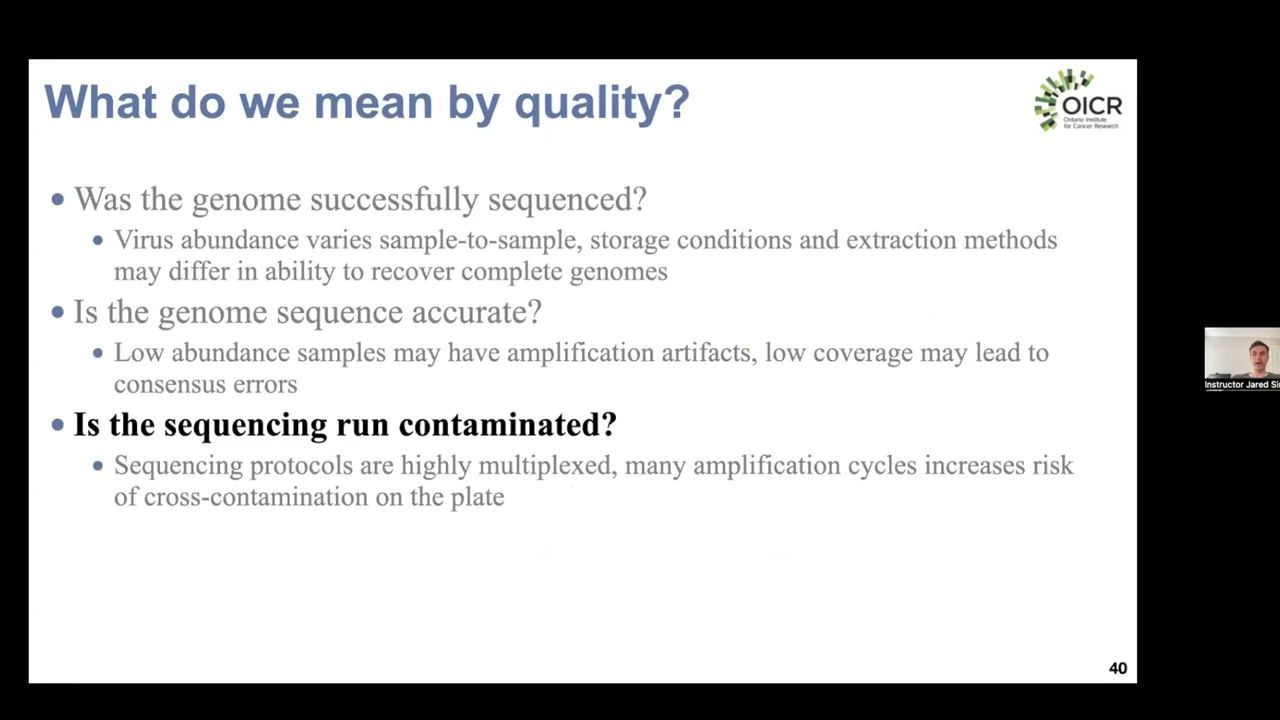 What do we mean by quality?
OICR
Ontario Institute
for Cancer Research
• Was the genome successfully sequenced?
• Virus abundance varies sample-to-sample, storage conditions and extraction methods
may differ in ability to recover complete genomes
• Is the genome sequence accurate?
• Low abundance samples may have amplification artifacts, low coverage may lead to
consensus errors
• Is the sequencing run contaminated?
• Sequencing protocols are highly multiplexed, many amplification cycles increases risk
of cross-contamination on the plate
Instructor Jared
40